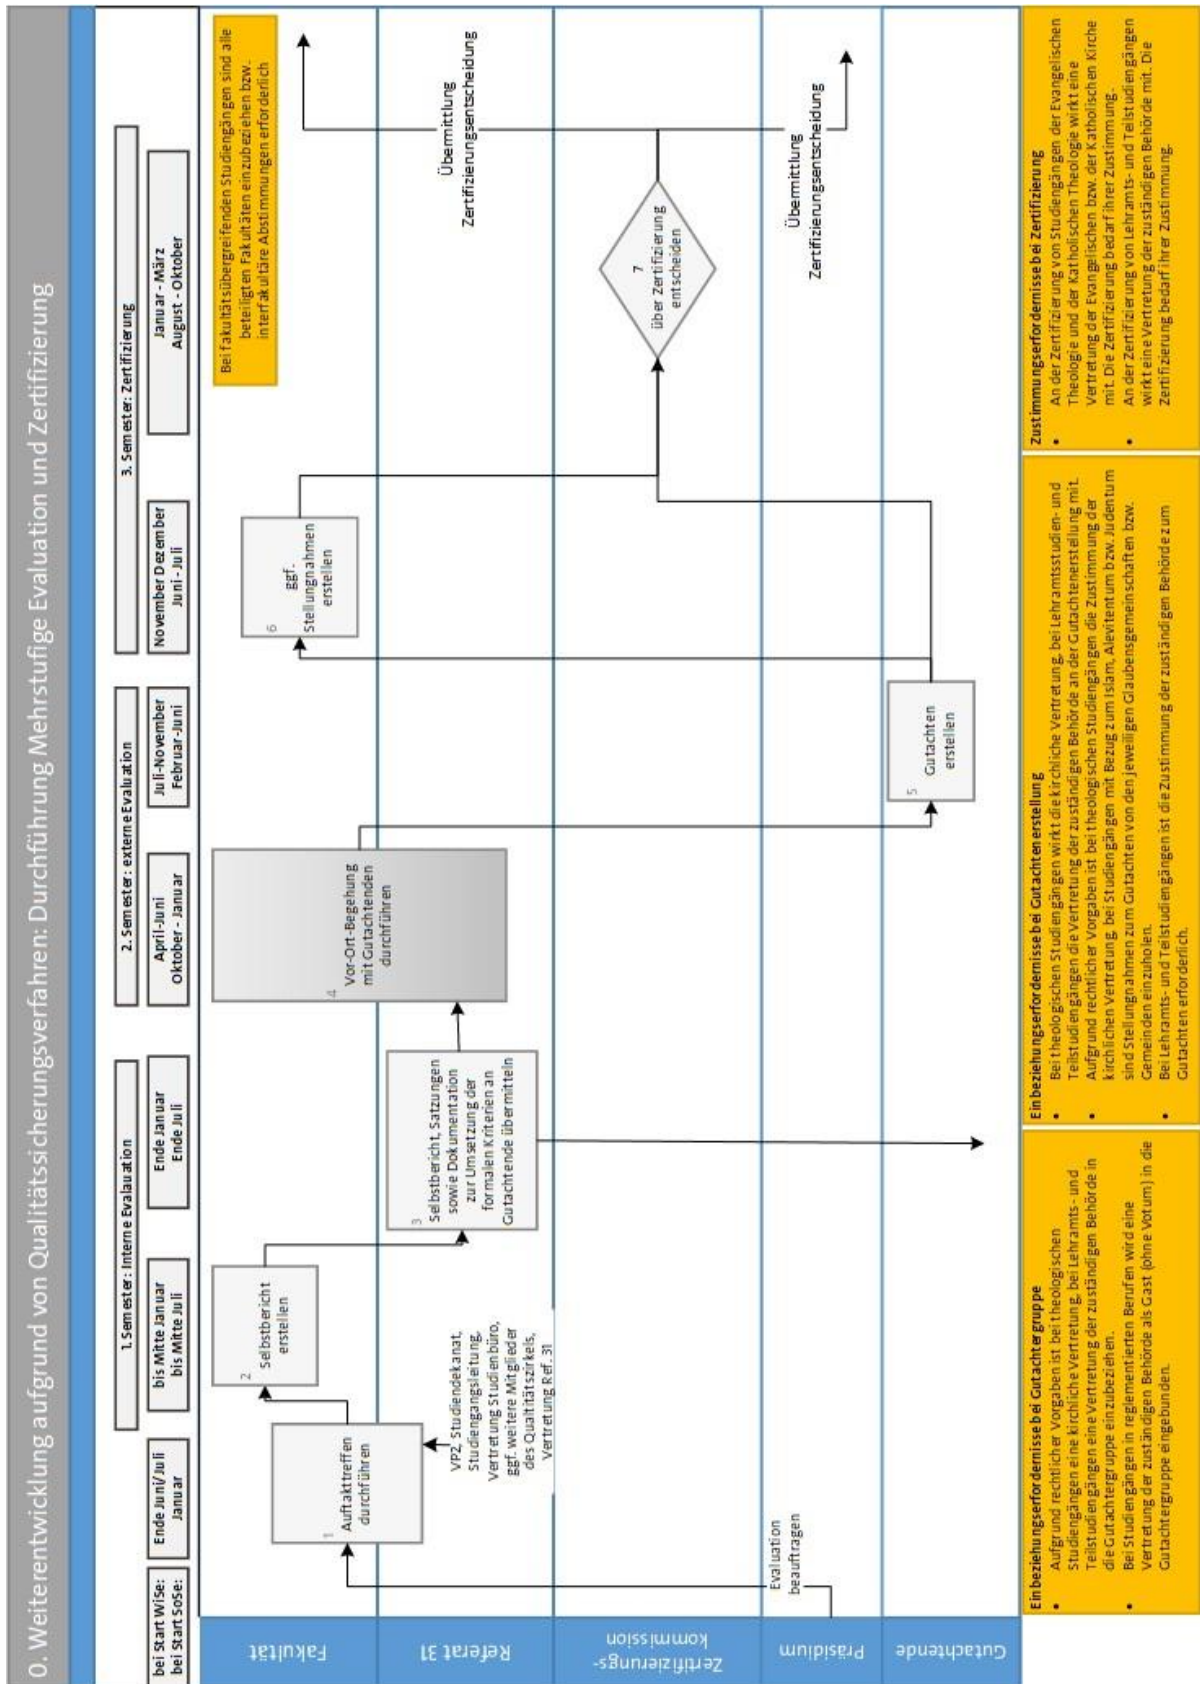 0. Weiterentwicklung aufgrund von Qualitätssicherungsverfahren: Durchführung Mehrstufige Evaluation und Zertifizierung
1. Semester: Interne Evaluation
2. Semester: externe Evaluation
3. Semester: Zertifizierung
bei Start WiSe:
bei Start SoSe:
Ende Juni/Juli
Januar
bis Mitte Januar
bis Mitte Juli
Ende Januar
Ende Juli
April-Juni
Oktober - Januar
Juli-November
Februar-Juni
November Dezember
Juni - Juli
Januar - März
August - Oktober
Fakultät
Referat 31
Zertifizierungs-
kommission
Präsidium
Gutachtende
Evaluation
beauftragen
1
Auftakttreffen
durchführen
VP2, Studiendekanat,
Studiengangsleitung,
Vertretung Studienbüro,
ggf. weitere Mitglieder
des Qualitätszirkels,
Vertretung Ref. 31
2
Selbstbericht
erstellen
3
Selbstbericht, Satzungen
sowie Dokumentation
zur Umsetzung der
formalen Kriterien an
Gutachtende übermitteln
4
Vor-Ort-Begehung
mit Gutachtenden
durchführen
5
Gutachten
erstellen
6
ggf.
Stellungnahmen
erstellen
7
über Zertifizierung
entscheiden
Bei fakultätsübergreifenden Studiengängen sind alle
beteiligten Fakultäten einzubeziehen bzw.
interfakultäre Abstimmungen erforderlich
Übermittlung
Zertifizierungsentscheidung
Übermittlung
Zertifizierungsentscheidung
Einbeziehungserfordernisse bei Gutachtergruppe
• Aufgrund rechtlicher Vorgaben ist bei theologischen
Studiengängen eine kirchliche Vertretung, bei Lehramts- und
Teilstudiengängen eine Vertretung der zuständigen Behörde in
die Gutachtergruppe einzubeziehen.
• Bei Studiengängen in reglementierten Berufen wird eine
Vertretung der zuständigen Behörde als Gast (ohne Votum) in die
Gutachtergruppe eingebunden.
Einbeziehungserfordernisse bei Gutachtenerstellung
• Bei theologischen Studiengängen wirkt die kirchliche Vertretung, bei Lehramtsstudien- und
Teilstudiengängen die Vertretung der zuständigen Behörde an der Gutachtenerstellung mit.
• Aufgrund rechtlicher Vorgaben ist bei theologischen Studiengängen die Zustimmung der
kirchlichen Vertretung, bei Studiengängen mit Bezug zum Islam, Alevitentum bzw. Judentum
sind Stellungnahmen zum Gutachten von den jeweiligen Glaubensgemeinschaften bzw.
Gemeinden einzuholen.
• Bei Lehramts- und Teilstudiengängen ist die Zustimmung der zuständigen Behörde zum
Gutachten erforderlich.
Zustimmungserfordernisse bei Zertifizierung
• An der Zertifizierung von Studiengängen der Evangelischen
Theologie und der Katholischen Theologie wirkt eine
Vertretung der Evangelischen bzw. der Katholischen Kirche
mit. Die Zertifizierung bedarf ihrer Zustimmung.
• An der Zertifizierung von Lehramts- und Teilstudiengängen
wirkt eine Vertretung der zuständigen Behörde mit. Die
Zertifizierung bedarf ihrer Zustimmung.